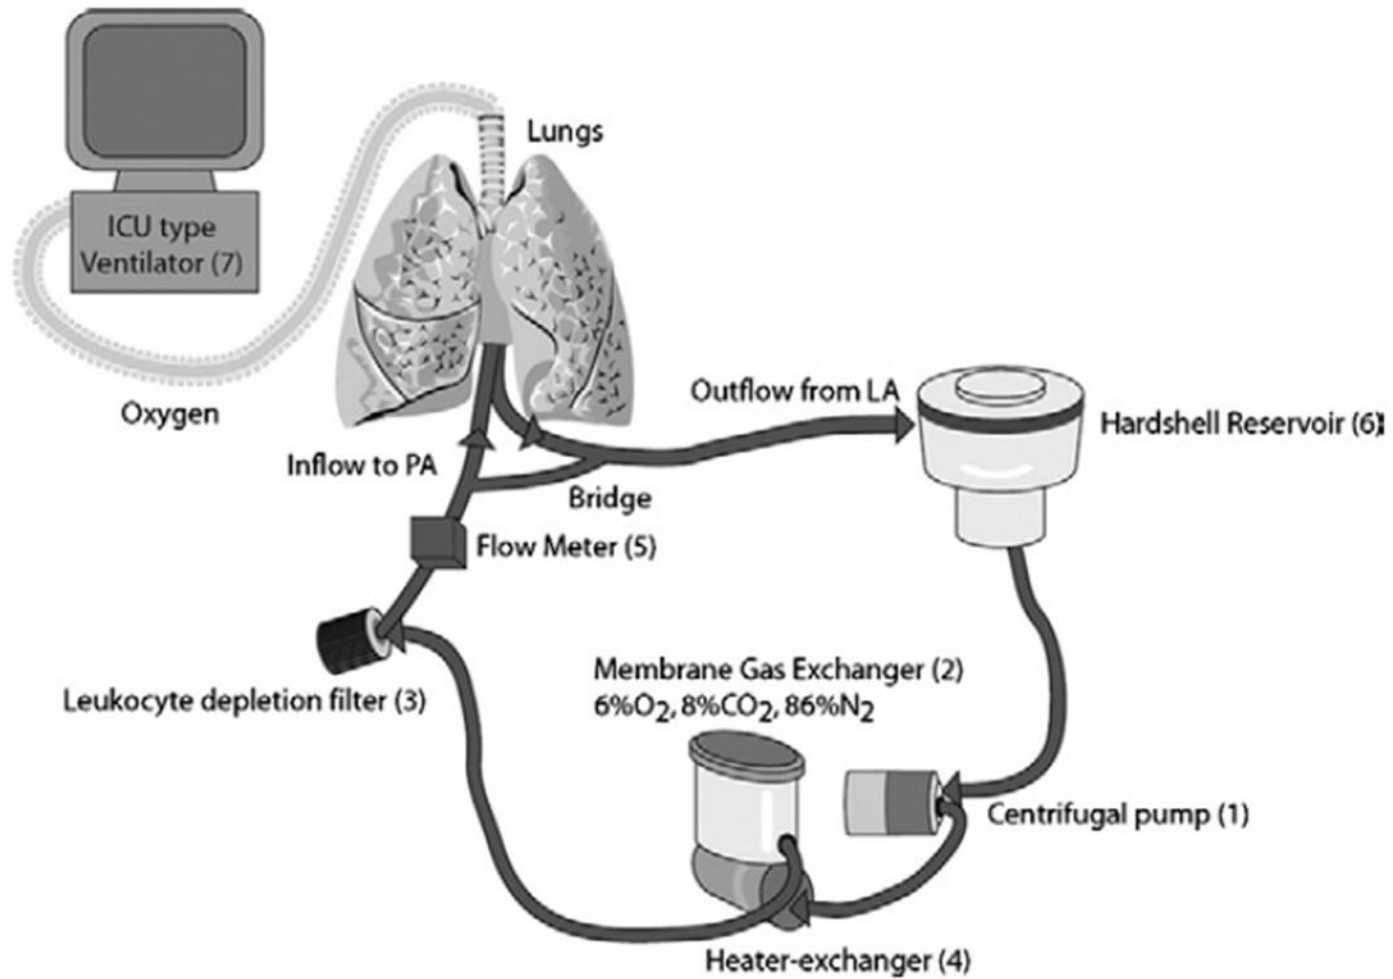 Lungs
ICU type
Ventilator (7)
Oxygen
Outflow from LA
Hardshell Reservoir (6)
Inflow to PA
Bridge
Flow Meter (5)
Leukocyte depletion filter (3)
Membrane Gas Exchanger (2)
6%O2, 8%CO2, 86%N2
Centrifugal pump (1)
Heater-exchanger (4)